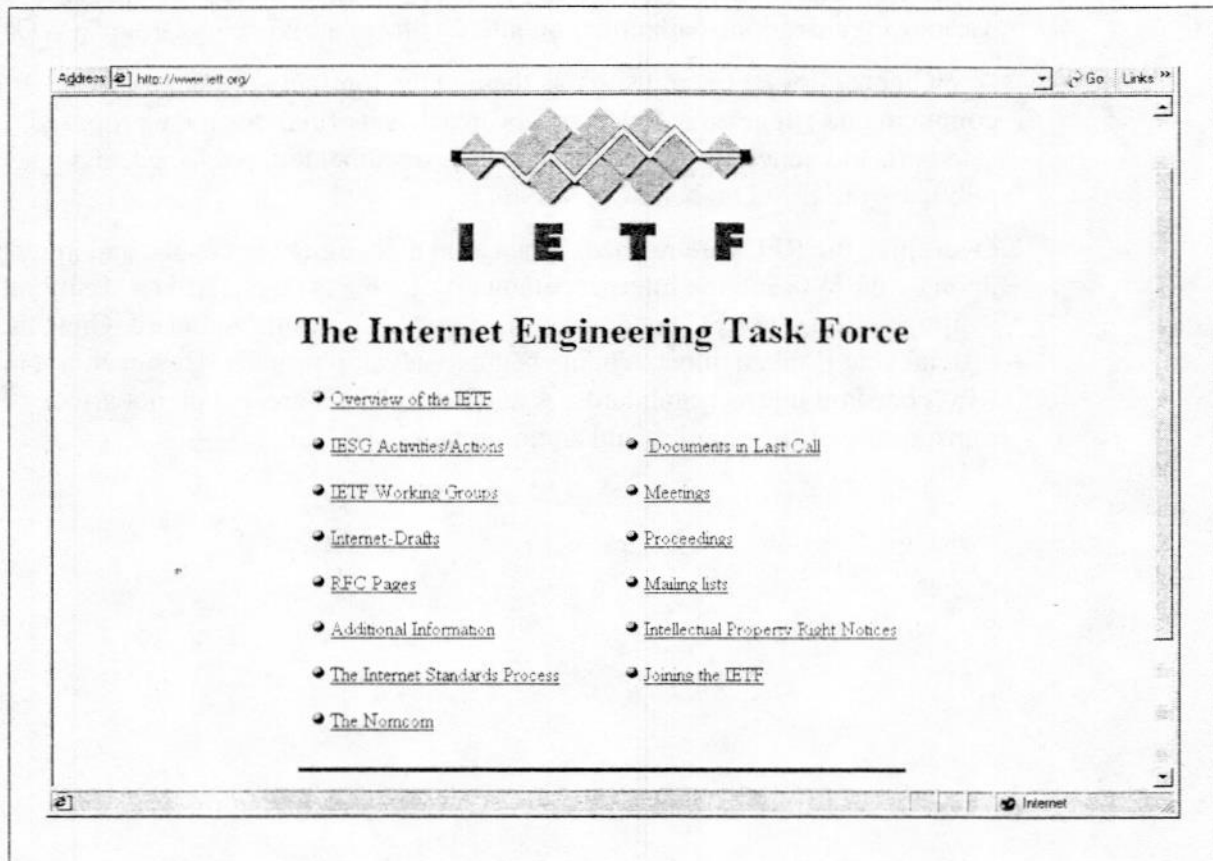 Address http://www.ietf.org/ Go Links »
I E T F
The Internet Engineering Task Force
Overview of the IETF
IESG Activities/Actions
Documents in Last Call
IETF Working Groups
Meetings
Internet-Drafts
Proceedings
RFC Pages
Mailing lists
Additional Information
Intellectual Property Right Notices
The Internet Standards Process
Joining the IETF
The Nomcom
Internet